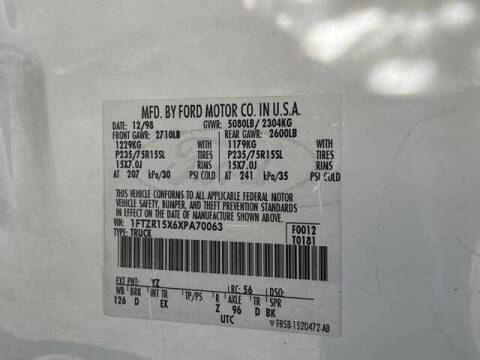 MFD. BY FORD MOTOR CO. IN U.S.A.
DATE: 12/98 GVWR: 5080LB/ 2304KG
FRONT GAWR: 2710LB REAR GAWR: 2600LB
1229KG WITH 1179KG WITH
P235/75R15SL TIRES P235/75R15SL TIRES
15X7.0J RIMS 15X7.0J RIMS
AT 207 kPa/30 PSI COLD AT 241 kPa/35 PSI COLD
THIS VEHICLE CONFORMS TO ALL APPLICABLE FEDERAL MOTOR
VEHICLE SAFETY, BUMPER, AND THEFT PREVENTION STANDARDS
IN EFFECT ON THE DATE OF MANUFACTURE SHOWN ABOVE.
VIN: 1FTZR15X6XPA70063 F0012
TYPE: TRUCK T0181
EXT PNT: YZ RC: 56 DSO:
WB BRK INT TR TP/PS R AXLE TR SPR
126 D EX Z 96 D BK
UTC F85B-1520472-AB